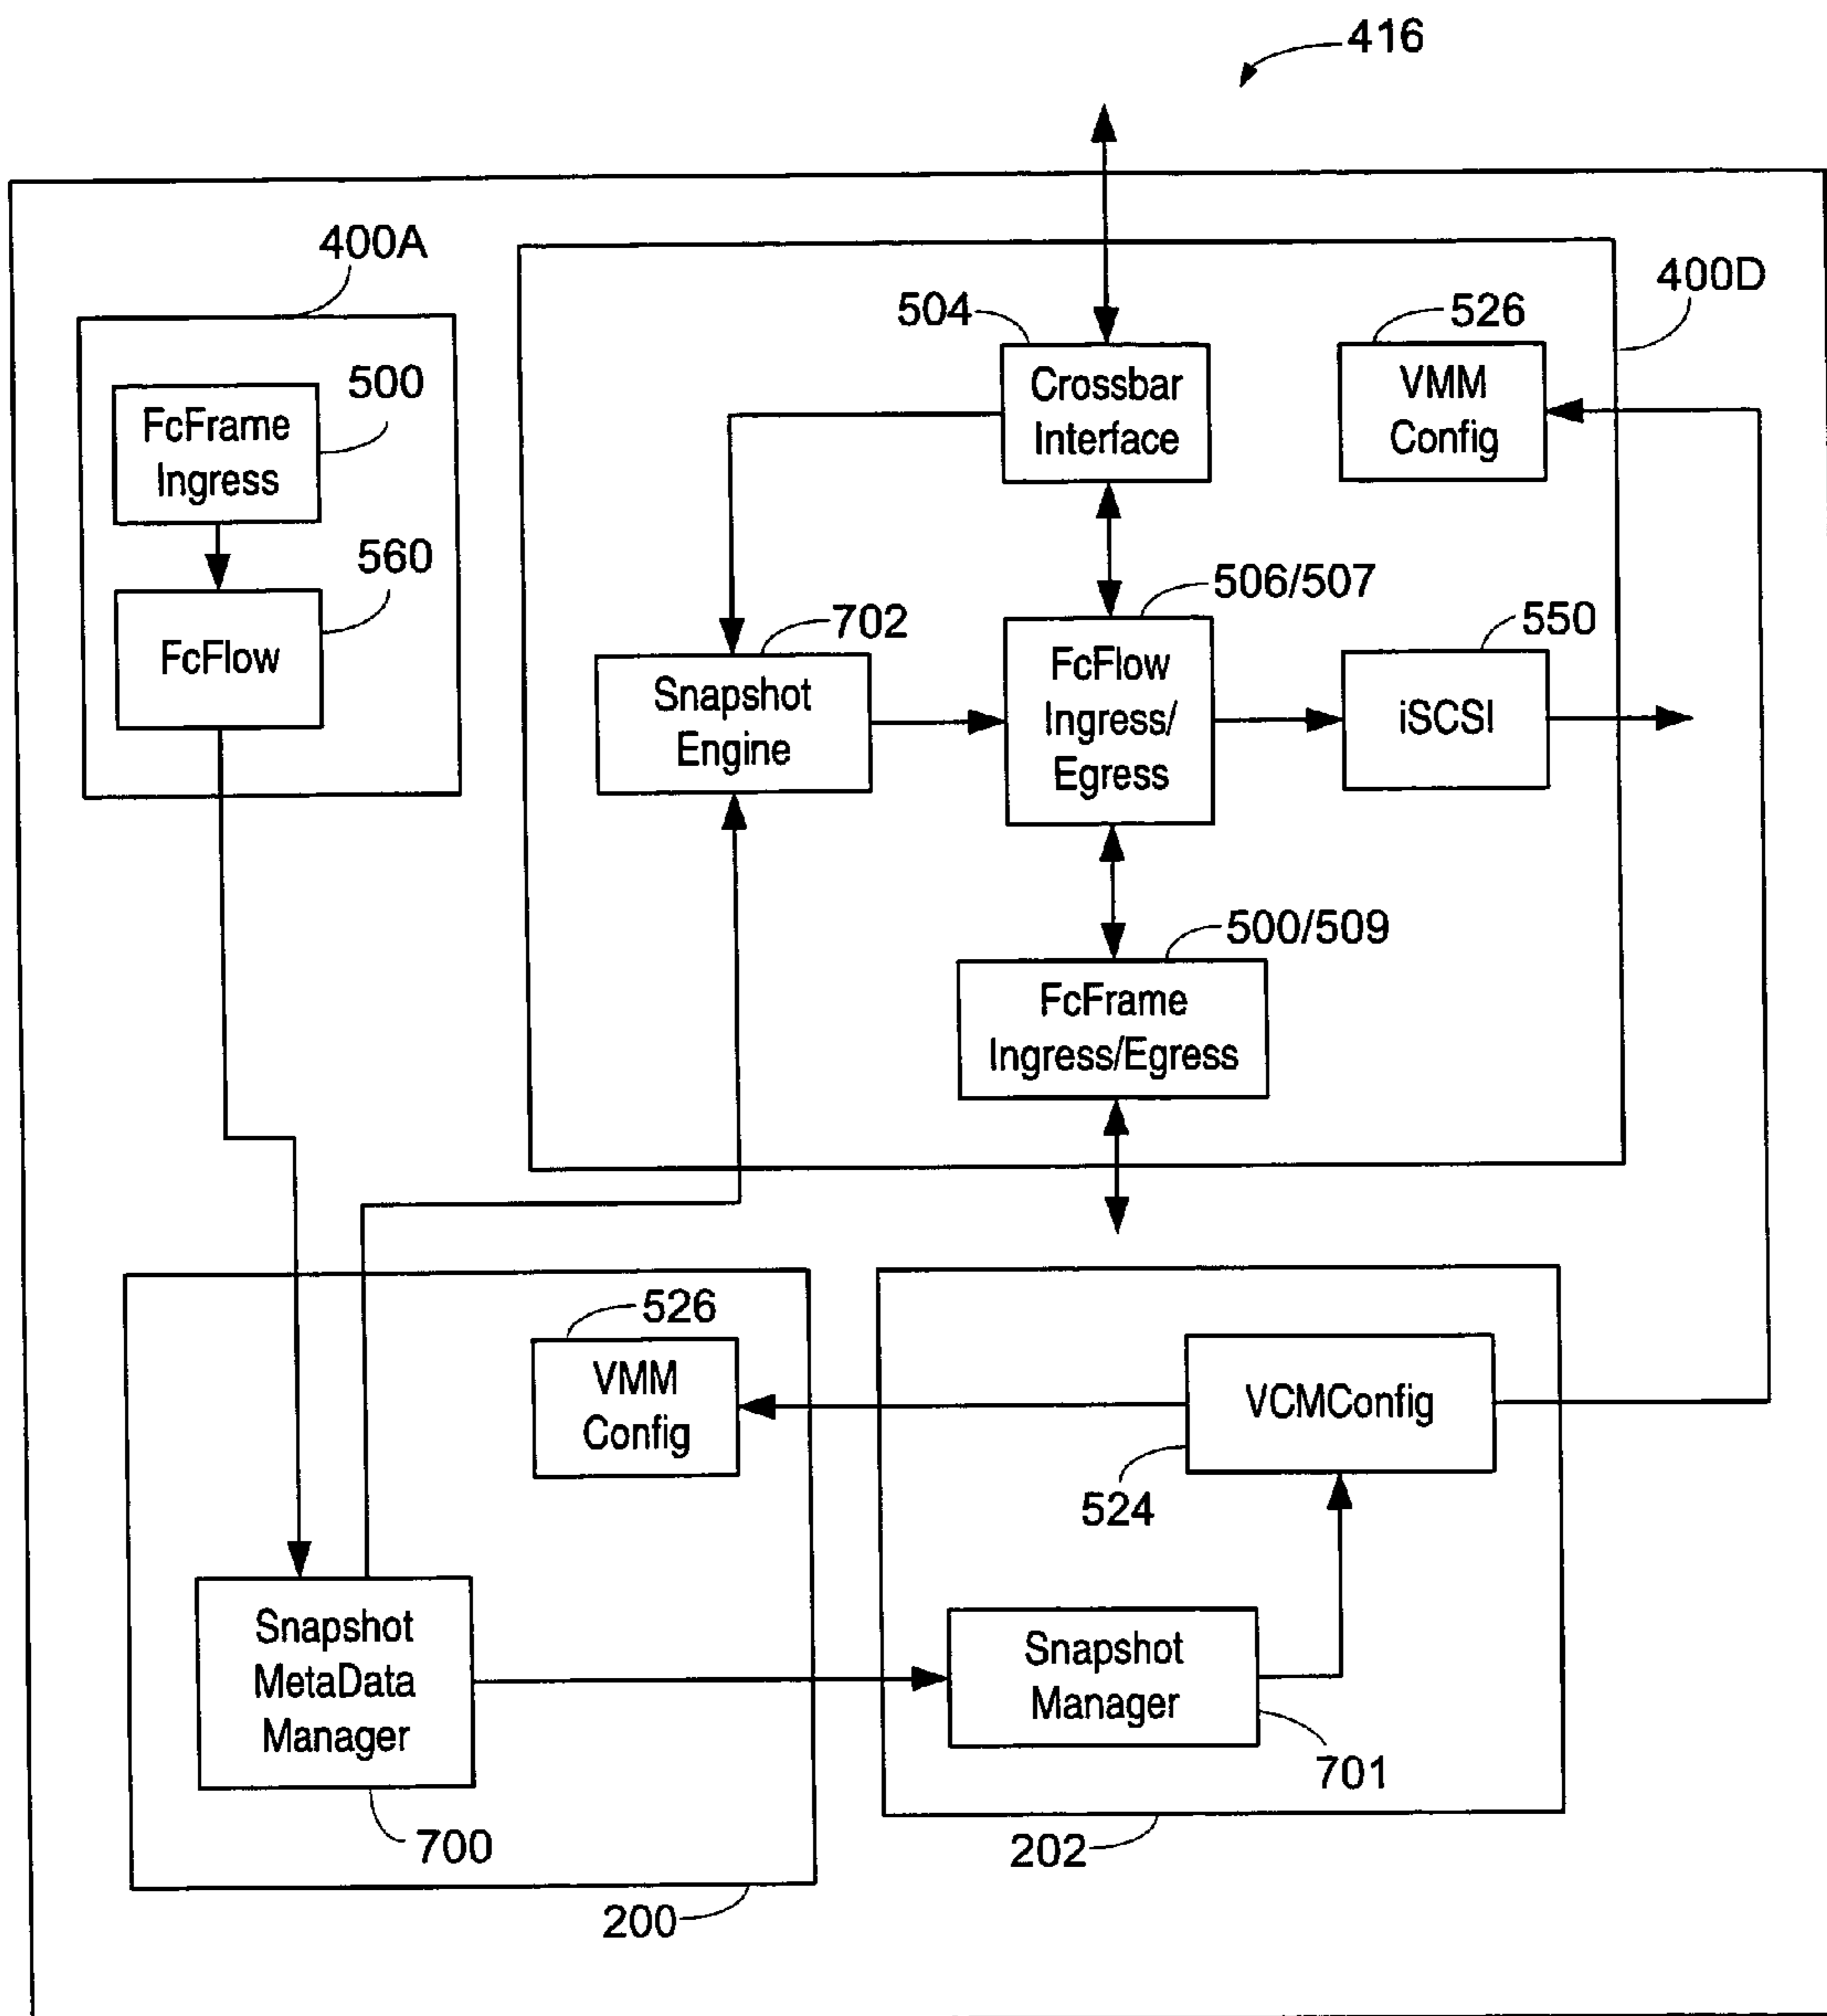 416
400A
400D
504
526
500
FcFrame
Ingress
Crossbar
Interface
VMM
Config
560
506/507
702
550
FcFlow
Snapshot
Engine
FcFlow
Ingress/
Egress
iSCSI
500/509
FcFrame
Ingress/Egress
526
VMM
Config
VCMConfig
524
Snapshot
MetaData
Manager
Snapshot
Manager
701
700
202
200